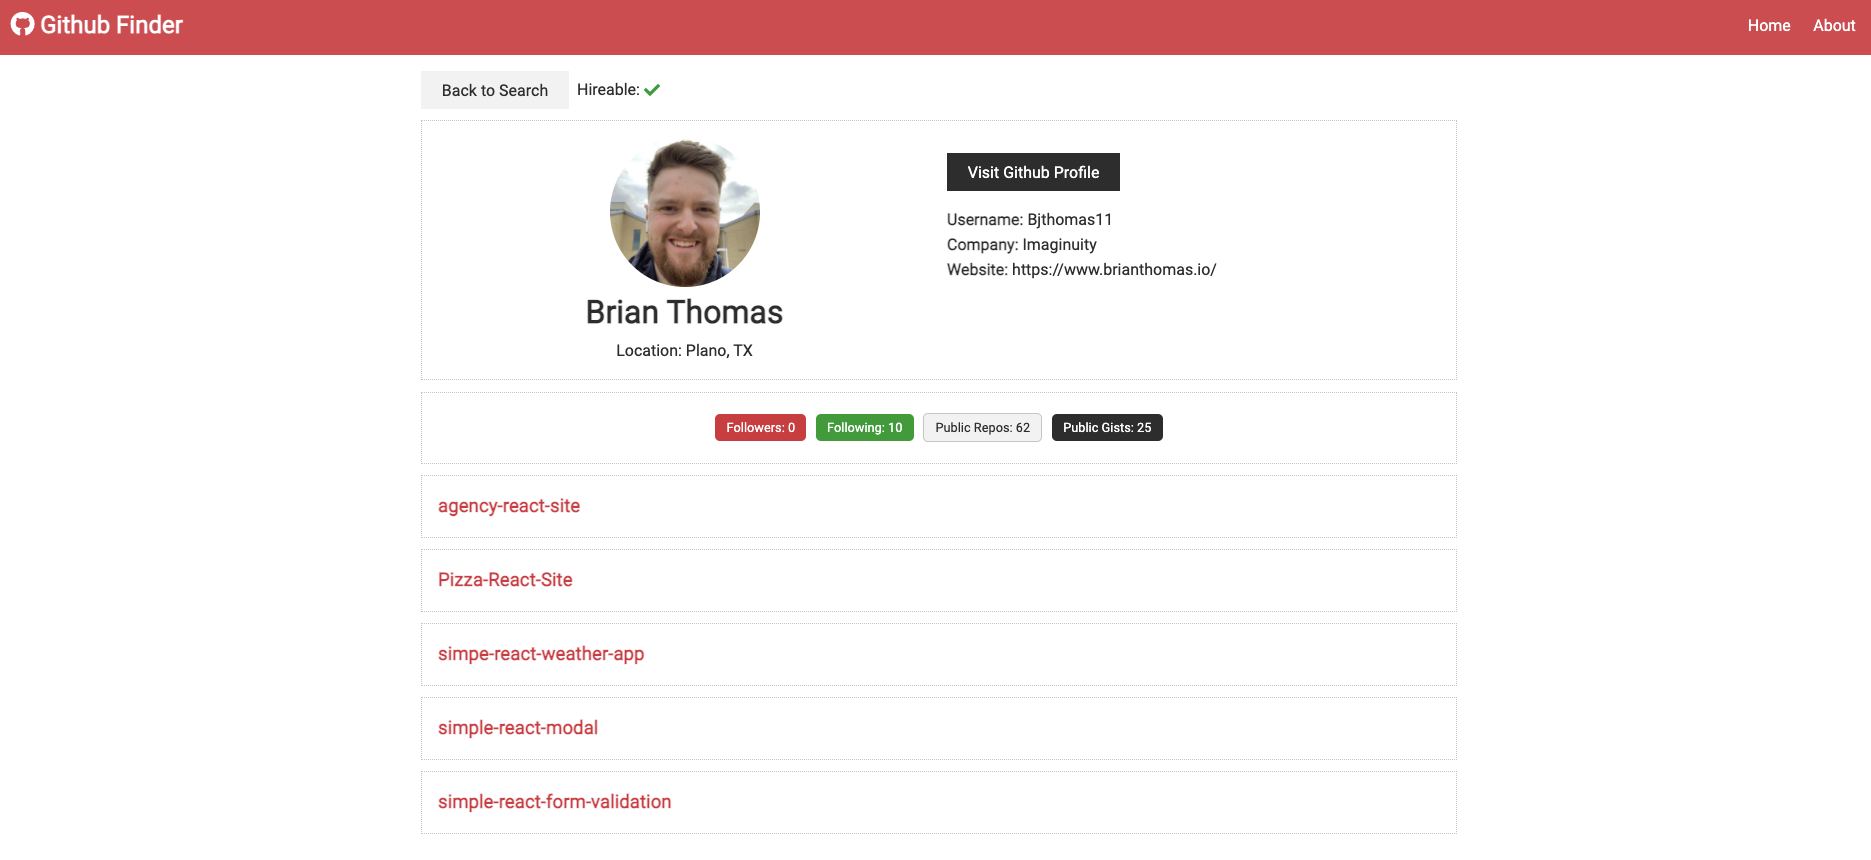 Github Finder
Home
About
Back to Search
Hireable:
Visit Github Profile
Username: Bjthomas11
Company: Imaginuity
Website: https://www.brianthomas.io/
Brian Thomas
Location: Plano, TX
Followers: 0
Following: 10
Public Repos: 62
Public Gists: 25
agency-react-site
Pizza-React-Site
simpe-react-weather-app
simple-react-modal
simple-react-form-validation